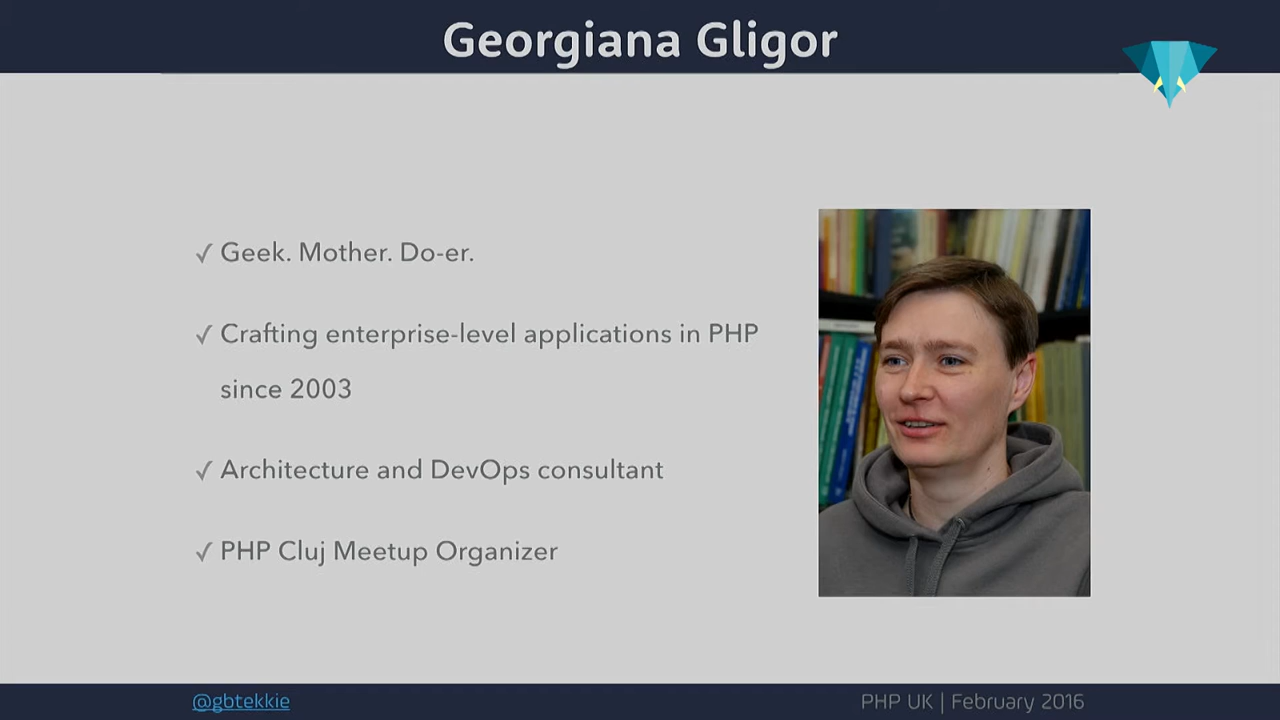 Georgiana Gligor
✓ Geek. Mother. Do-er.
✓ Crafting enterprise-level applications in PHP
since 2003
✓ Architecture and DevOps consultant
✓ PHP Cluj Meetup Organizer
@gbtekkie
PHP UK | February 2016